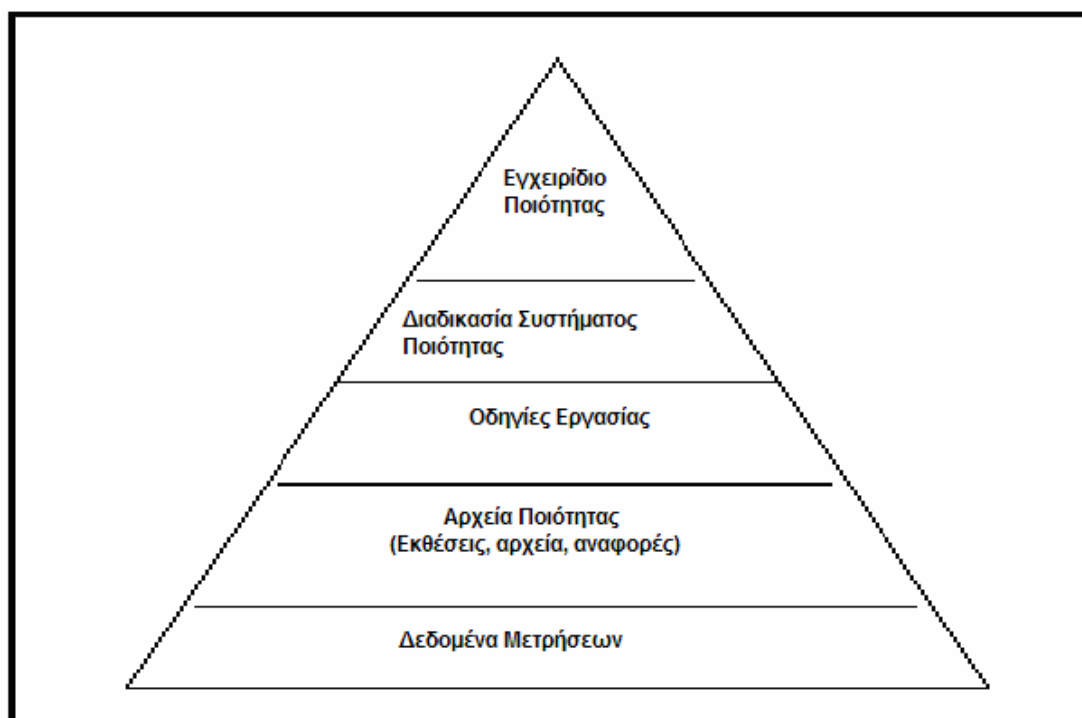 Εγχειρίδιο
Ποιότητας
Διαδικασία Συστήματος
Ποιότητας
Οδηγίες Εργασίας
Αρχεία Ποιότητας
(Εκθέσεις, αρχεία, αναφορές)
Δεδομένα Μετρήσεων